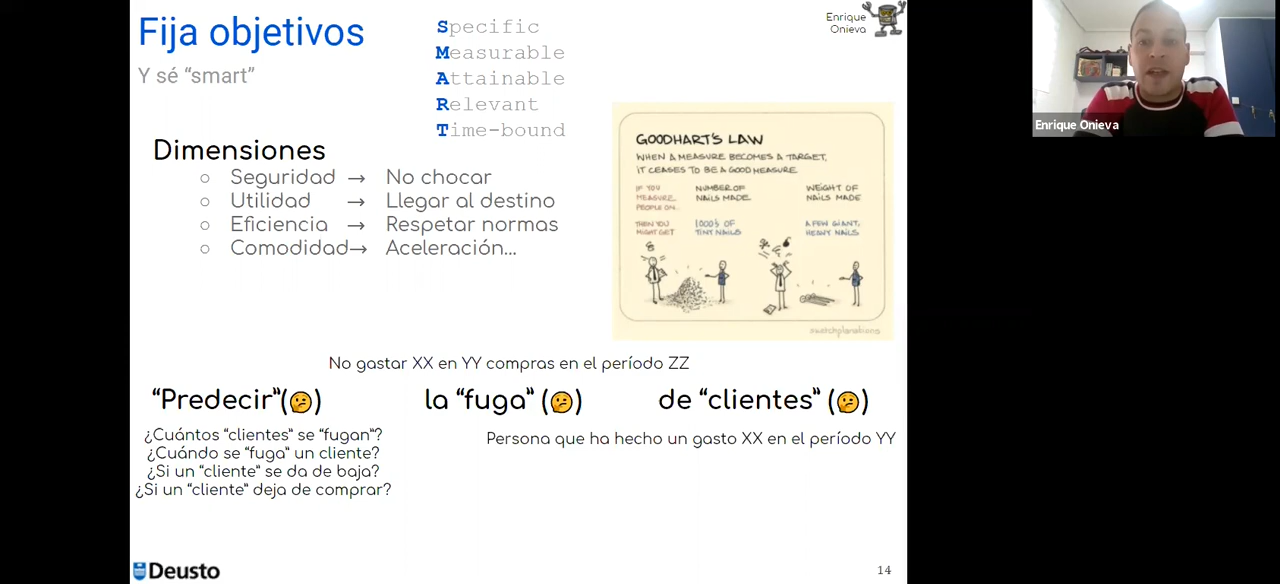 Fija objetivos
Y sé “smart”
Specific
Measurable
Attainable
Relevant
Time-bound
Enrique
Onieva
Enrique Onieva
Dimensiones
○ Seguridad → No chocar
○ Utilidad → Llegar al destino
○ Eficiencia → Respetar normas
○ Comodidad→ Aceleración...
GOODHART'S LAW
WHEN A MEASURE BECOMES A TARGET,
IT CEASES TO BE A GOOD MEASURE
IF YOU MEASURE PEOPLE ON...
NUMBER OF NAILS MADE
WEIGHT OF NAILS MADE
THEN YOU MIGHT GET
1000'S OF TINY NAILS
A FEW GIANT, HEAVY NAILS
sketchplanations
No gastar XX en YY compras en el período ZZ
“Predecir”(🤔) la “fuga” (🤔) de “clientes” (🤔)
¿Cuántos “clientes” se “fugan”?
¿Cuándo se “fuga” un cliente?
¿Si un “cliente” se da de baja?
¿Si un “cliente” deja de comprar?
Persona que ha hecho un gasto XX en el período YY
Deusto
14